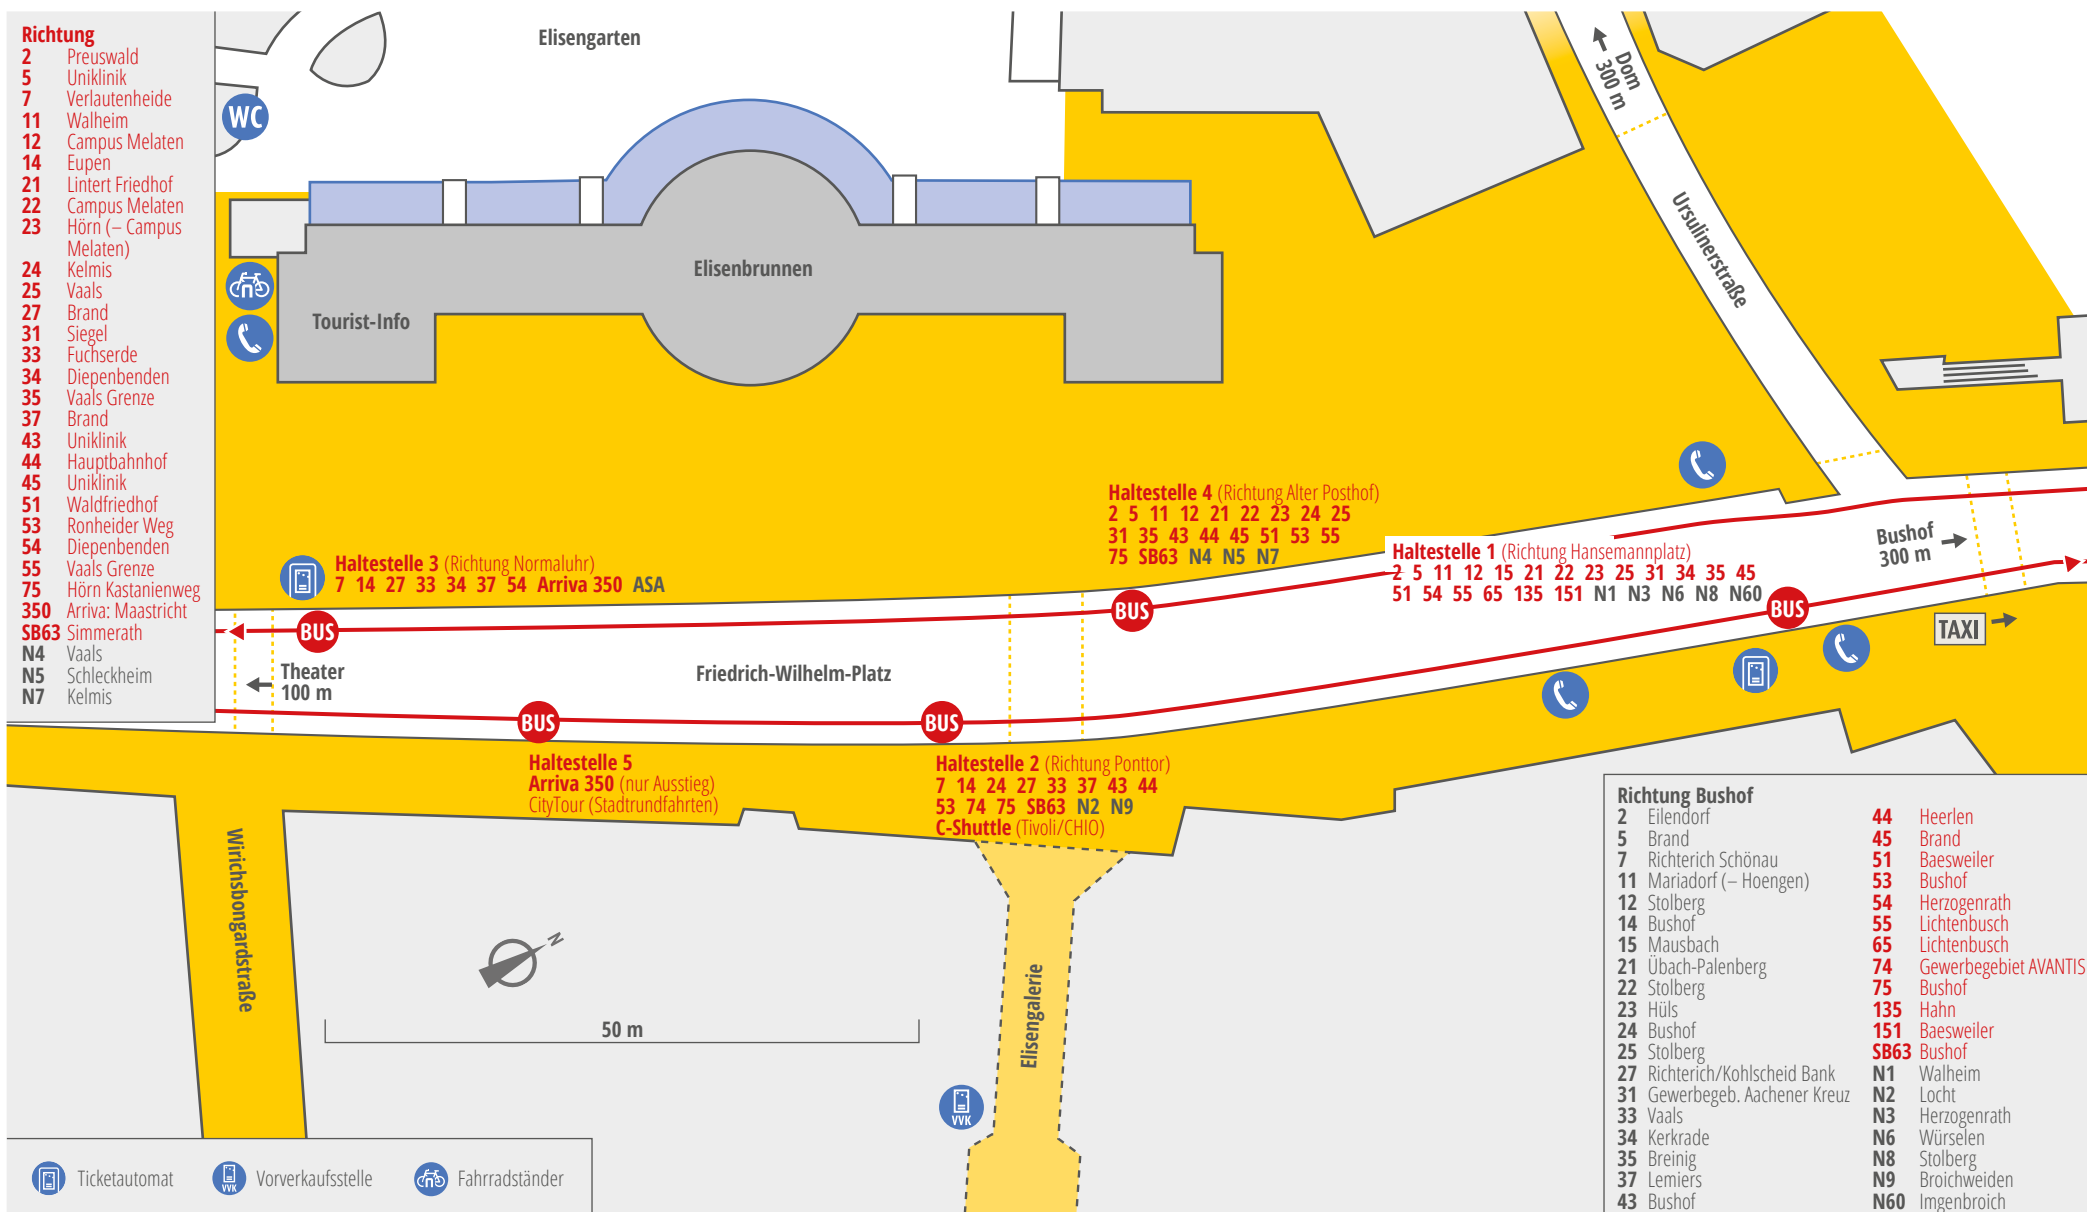 Richtung
2 Preuswald
5 Uniklinik
7 Verlautenheide
11 Walheim
12 Campus Melaten
14 Eupen
21 Lintert Friedhof
22 Campus Melaten
23 Hörn (– Campus
Melaten)
24 Kelmis
25 Vaals
27 Brand
31 Siegel
33 Fuchserde
34 Diepenbenden
35 Vaals Grenze
37 Brand
43 Uniklinik
44 Hauptbahnhof
45 Uniklinik
51 Waldfriedhof
53 Ronheider Weg
54 Diepenbenden
55 Vaals Grenze
75 Hörn Kastanienweg
350 Arriva: Maastricht
SB63 Simmerath
N4 Vaals
N5 Schleckheim
N7 Kelmis
Elisengarten
WC
Dom
300 m
Ursulinerstraße
Elisenbrunnen
Tourist-Info
Haltestelle 4 (Richtung Alter Posthof)
2 5 11 12 21 22 23 24 25
31 35 43 44 45 51 53 55
75 SB63 N4 N5 N7
Haltestelle 1 (Richtung Hansemannplatz)
2 5 11 12 15 21 22 23 25 31 34 35 45
51 54 55 65 135 151 N1 N3 N6 N8 N60
Bushof
300 m
Haltestelle 3 (Richtung Normaluhr)
7 14 27 33 34 37 54 Arriva 350 ASA
BUS
BUS
BUS
TAXI
Theater
100 m
Friedrich-Wilhelm-Platz
BUS
BUS
Haltestelle 5
Arriva 350 (nur Ausstieg)
CityTour (Stadtrundfahrten)
Haltestelle 2 (Richtung Ponttor)
7 14 24 27 33 37 43 44
53 74 75 SB63 N2 N9
C-Shuttle (Tivoli/CHIO)
Wirichsbongardstraße
N
50 m
Elisengalerie
VVK
Richtung Bushof
2 Eilendorf
5 Brand
7 Richterich Schönau
11 Mariadorf (– Hoengen)
12 Stolberg
14 Bushof
15 Mausbach
21 Übach-Palenberg
22 Stolberg
23 Hüls
24 Bushof
25 Stolberg
27 Richterich/Kohlscheid Bank
31 Gewerbegeb. Aachener Kreuz
33 Vaals
34 Kerkrade
35 Breinig
37 Lemiers
43 Bushof
44 Heerlen
45 Brand
51 Baesweiler
53 Bushof
54 Herzogenrath
55 Lichtenbusch
65 Lichtenbusch
74 Gewerbegebiet AVANTIS
75 Bushof
135 Hahn
151 Baesweiler
SB63 Bushof
N1 Walheim
N2 Locht
N3 Herzogenrath
N6 Würselen
N8 Stolberg
N9 Broichweiden
N60 Imgenbroich
Ticketautomat
VVK
Vorverkaufsstelle
Fahrradständer